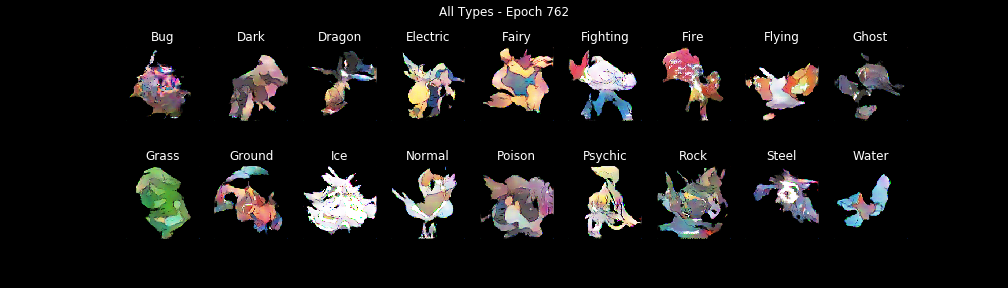 All Types - Epoch 762
Bug Dark Dragon Electric Fairy Fighting Fire Flying Ghost
Grass Ground Ice Normal Poison Psychic Rock Steel Water